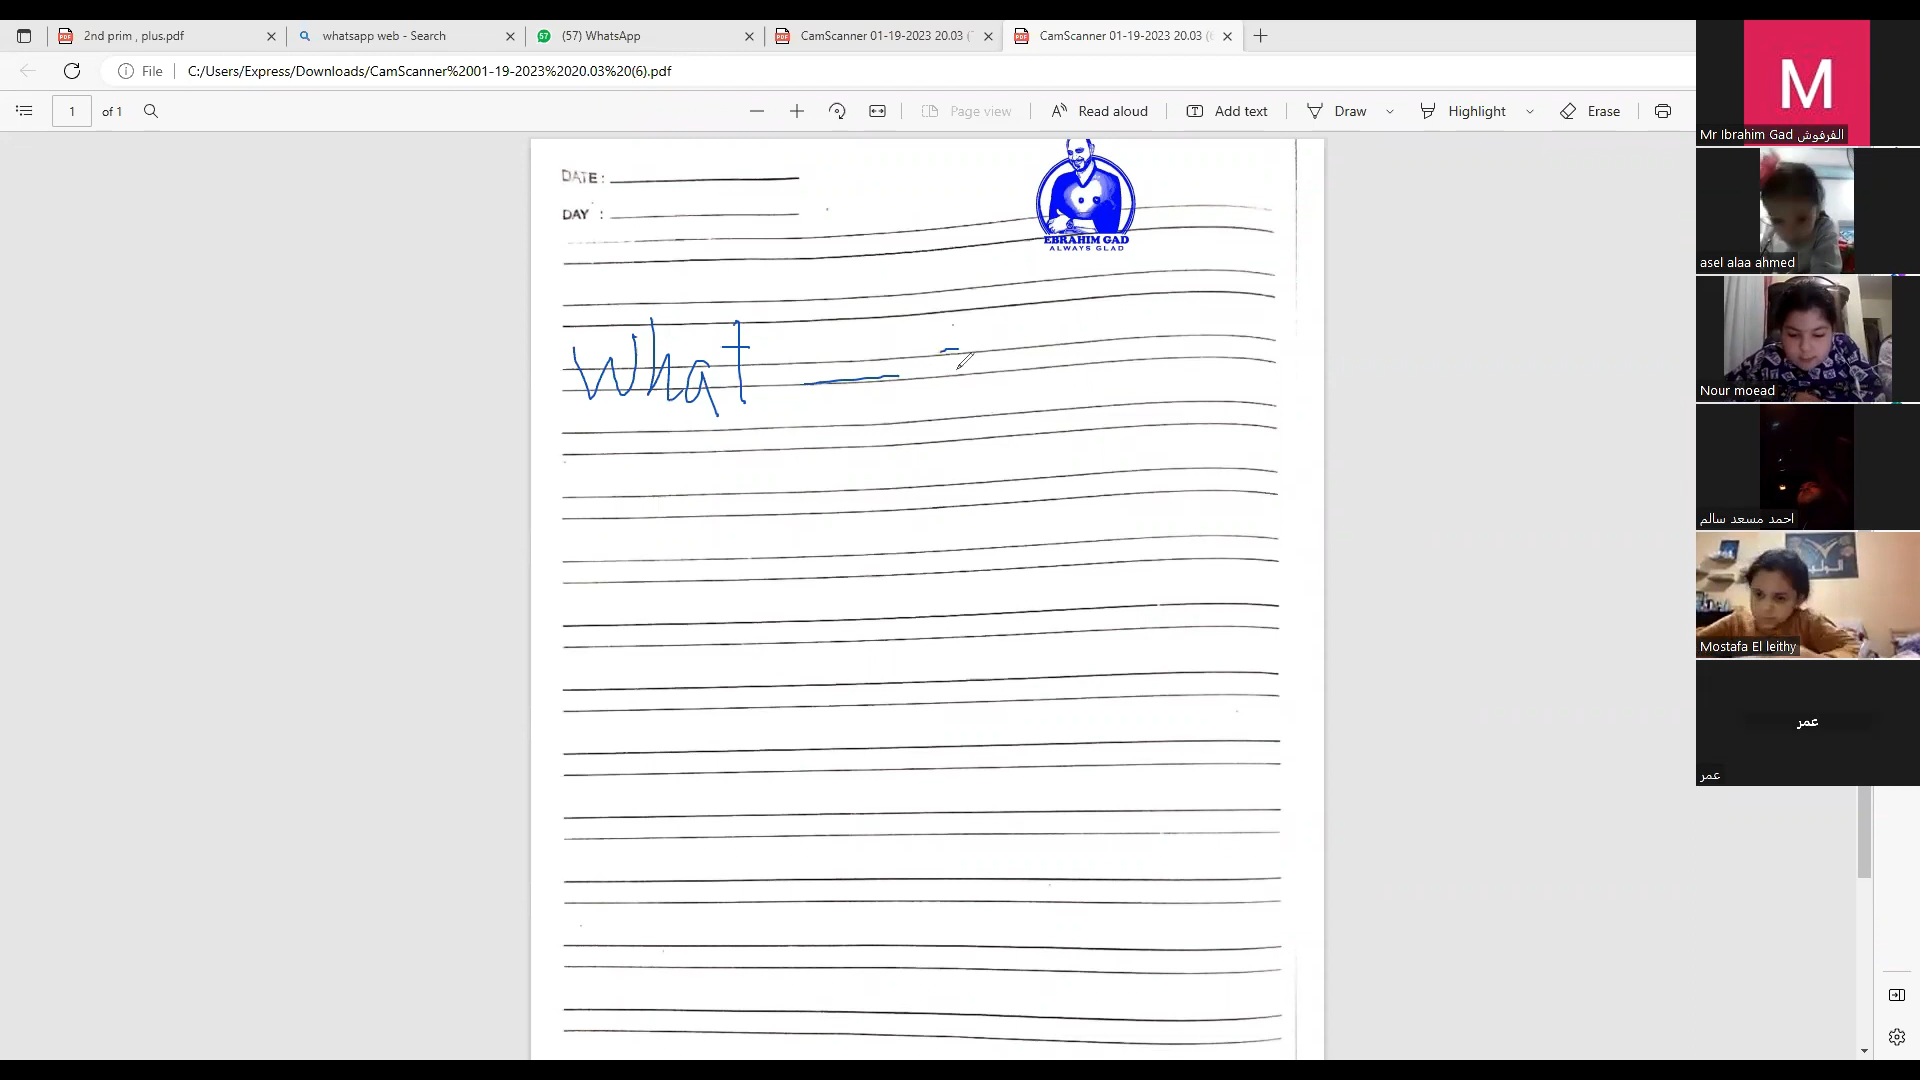 2nd prim , plus.pdf
whatsapp web - Search
(57) WhatsApp
CamScanner 01-19-2023 20.03 (
CamScanner 01-19-2023 20.03 (
File
C:/Users/Express/Downloads/CamScanner%2001-19-2023%2020.03%20(6).pdf
1 of 1
Page view
Read aloud
Add text
Draw
Highlight
Erase
DATE :
DAY :
EBRAHIM GAD
ALWAYS GLAD
What
M
Mr Ibrahim Gad الفرفوش
asel alaa ahmed
Nour moead
احمد مسعد سالم
Mostafa El leithy
عمر
عمر